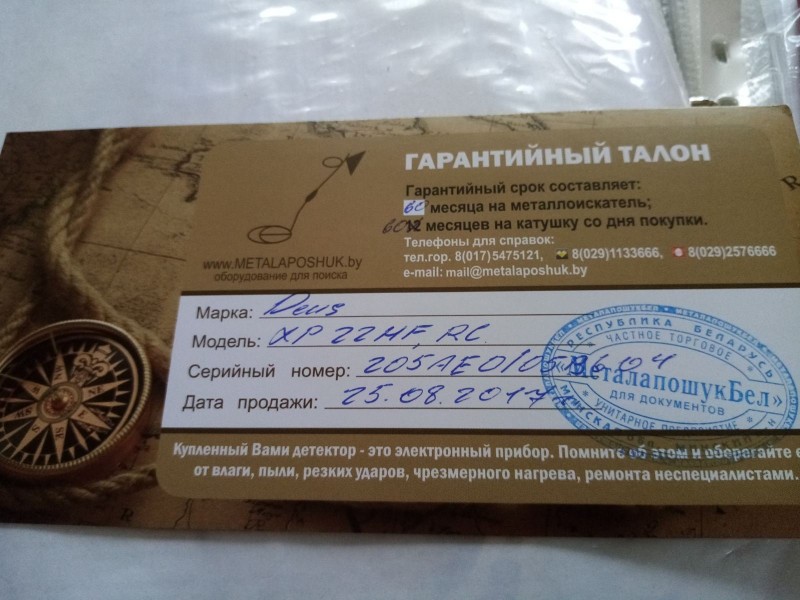 ГАРАНТИЙНЫЙ ТАЛОН
Гарантийный срок составляет:
60 месяца на металлоискатель;
60 12 месяцев на катушку со дня покупки.
Телефоны для справок:
тел.гор. 8(017)5475121, 8(029)1133666, 8(029)2576666
e-mail: mail@metalaposhuk.by
www.METALAPOSHUK.by
оборудование для поиска
Марка: Deus
Модель: XP 22HF, RC
Серийный номер: 205AE0105
Дата продажи: 25.08.2017
РЕСПУБЛИКА БЕЛАРУСЬ
ЧАСТНОЕ ТОРГОВОЕ
«МеталапошукБел»
ДЛЯ ДОКУМЕНТОВ
УНИТАРНОЕ ПРЕДПРИЯТИЕ
Купленный Вами детектор - это электронный прибор. Помните об этом и оберегайте
от влаги, пыли, резких ударов, чрезмерного нагрева, ремонта неспециалистами.